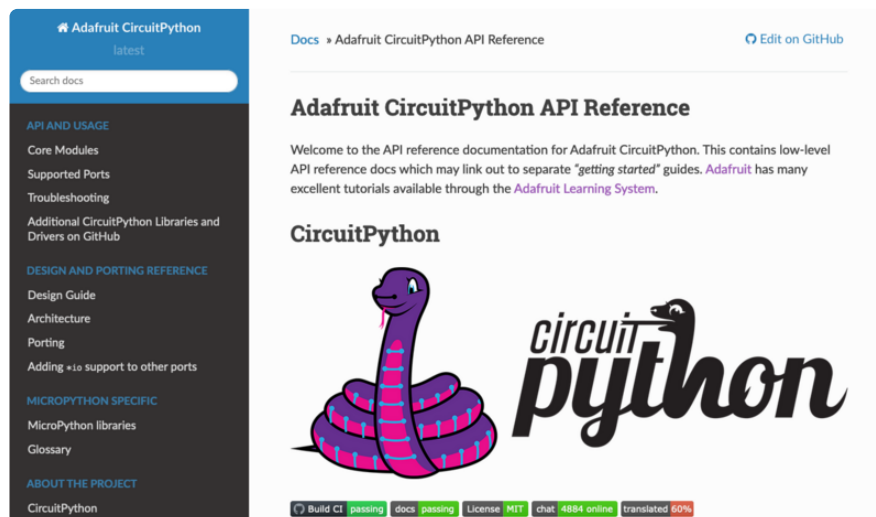 Adafruit CircuitPython
latest
Search docs
API AND USAGE
Core Modules
Supported Ports
Troubleshooting
Additional CircuitPython Libraries and
Drivers on GitHub
DESIGN AND PORTING REFERENCE
Design Guide
Architecture
Porting
Adding *io support to other ports
MICROPYTHON SPECIFIC
MicroPython libraries
Glossary
ABOUT THE PROJECT
CircuitPython
Docs » Adafruit CircuitPython API Reference
Edit on GitHub
Adafruit CircuitPython API Reference
Welcome to the API reference documentation for Adafruit CircuitPython. This contains low-level
API reference docs which may link out to separate "getting started" guides. Adafruit has many
excellent tutorials available through the Adafruit Learning System.
CircuitPython
circuit
python
Build CI passing docs passing License MIT chat 4884 online translated 60%